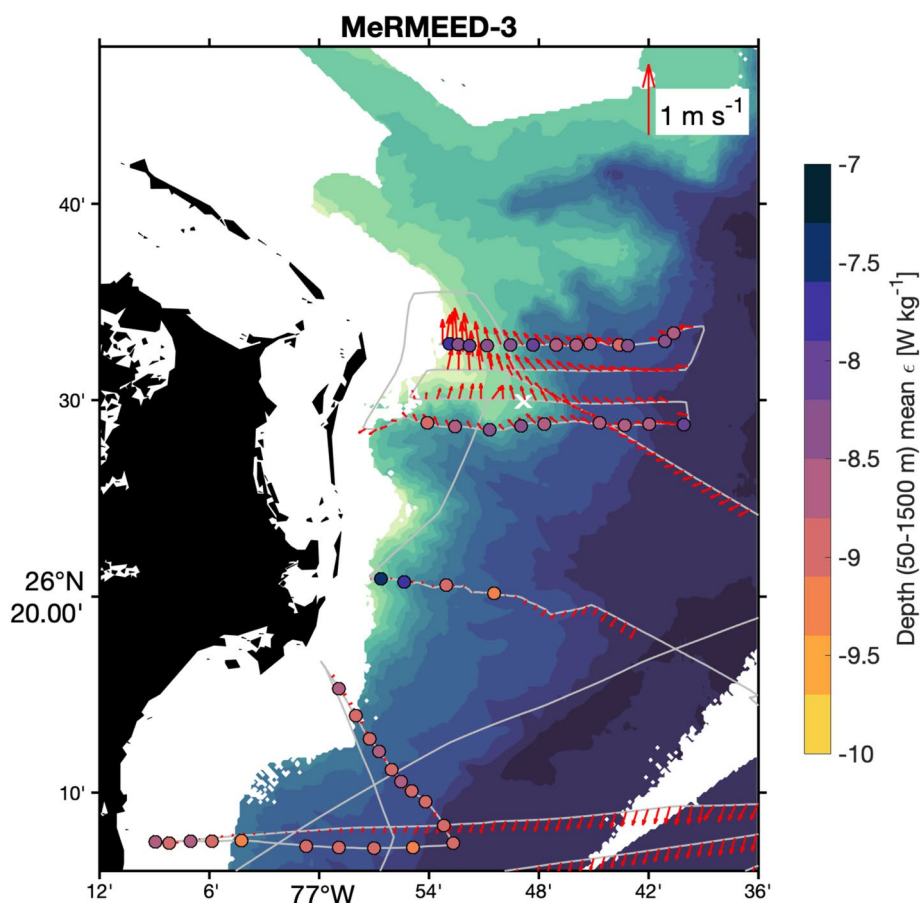 MeRMEED-3
1 m s⁻¹
40'
30'
26°N
20.00'
10'
12'
6'
77°W
54'
48'
42'
36'
-7
-7.5
-8
-8.5
-9
-9.5
-10
Depth (50-1500 m) mean ϵ [W kg⁻¹]
X